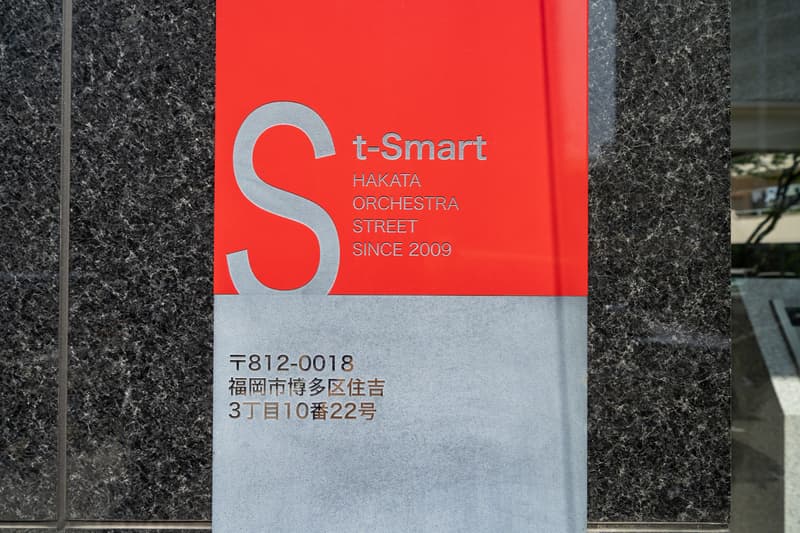 S
t-Smart
HAKATA
ORCHESTRA
STREET
SINCE 2009
〒812-0018
福岡市博多区住吉
3丁目10番22号